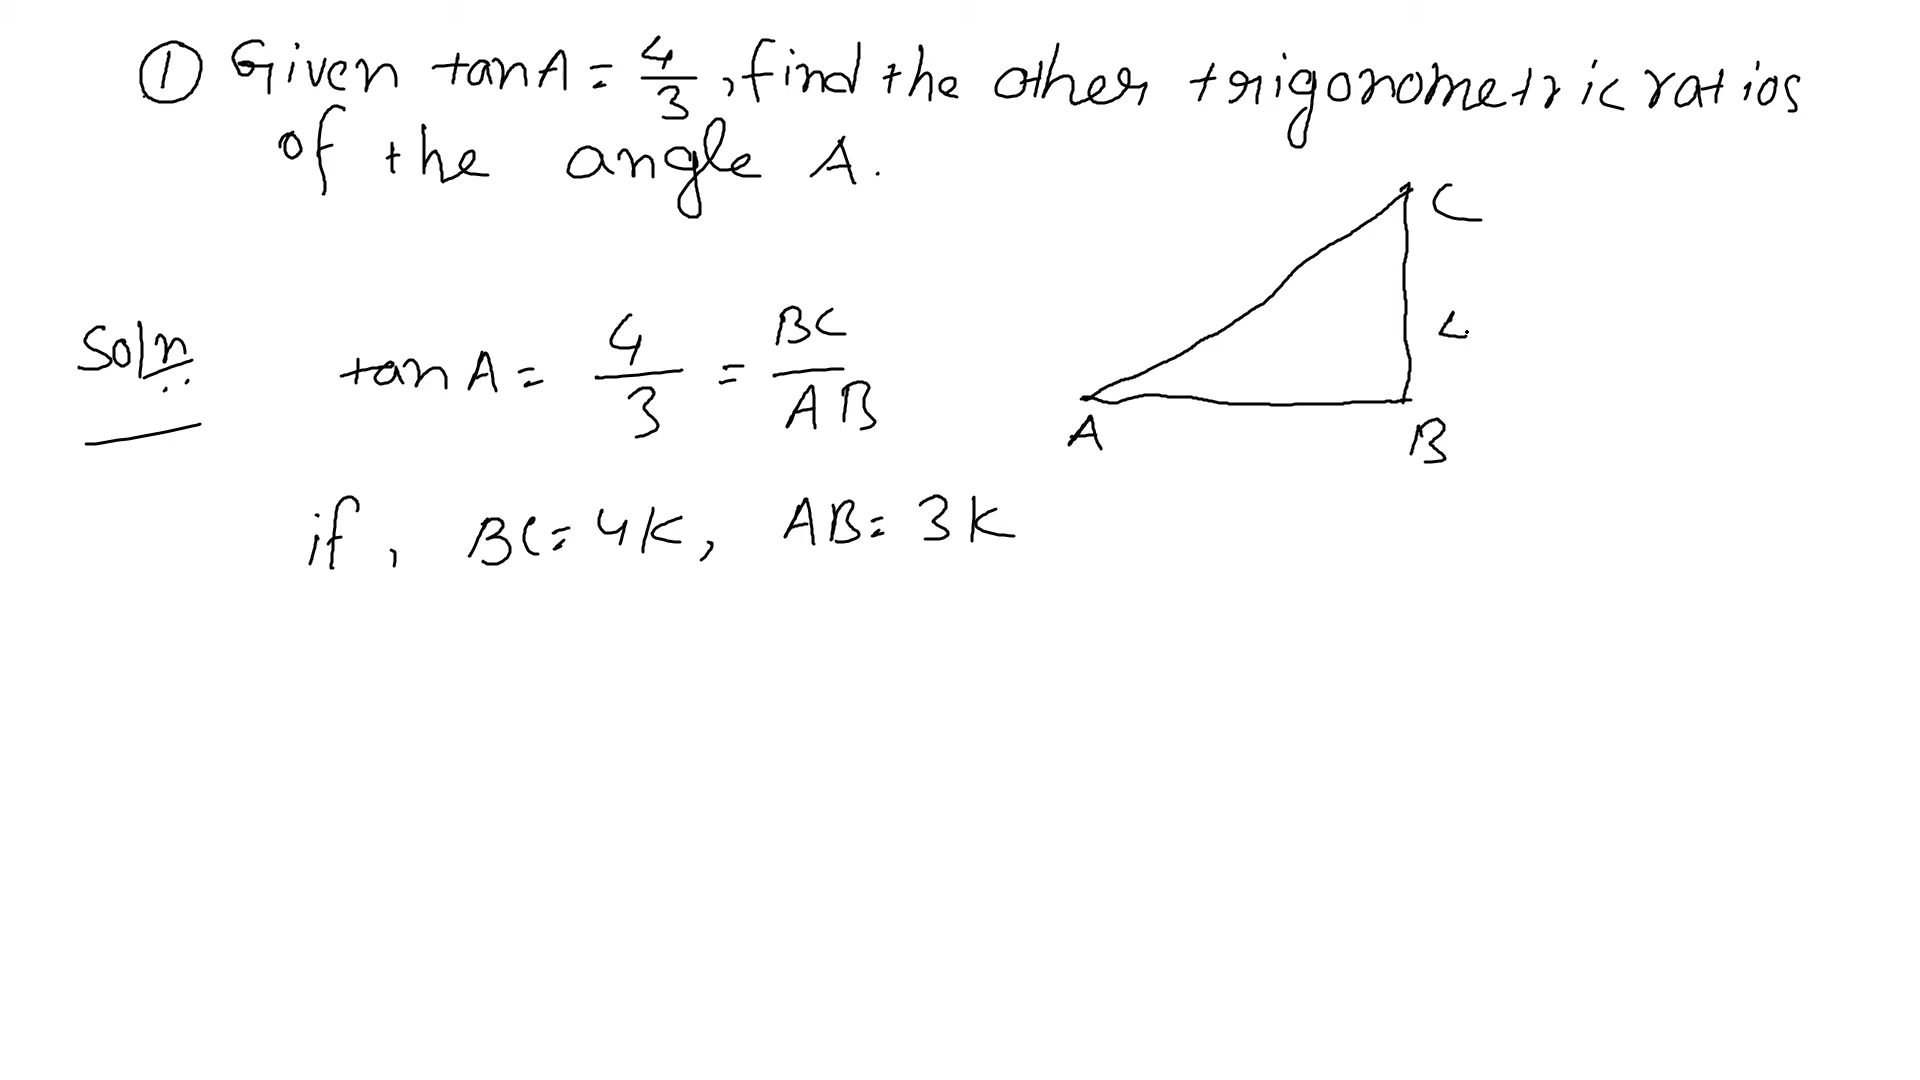 ① Given tanA = 4/3, find the other trigonometric ratios
of the angle A.
C
Soln
tan A = 4/3 = BC/AB
A
B
if, BC = 4K, AB = 3K